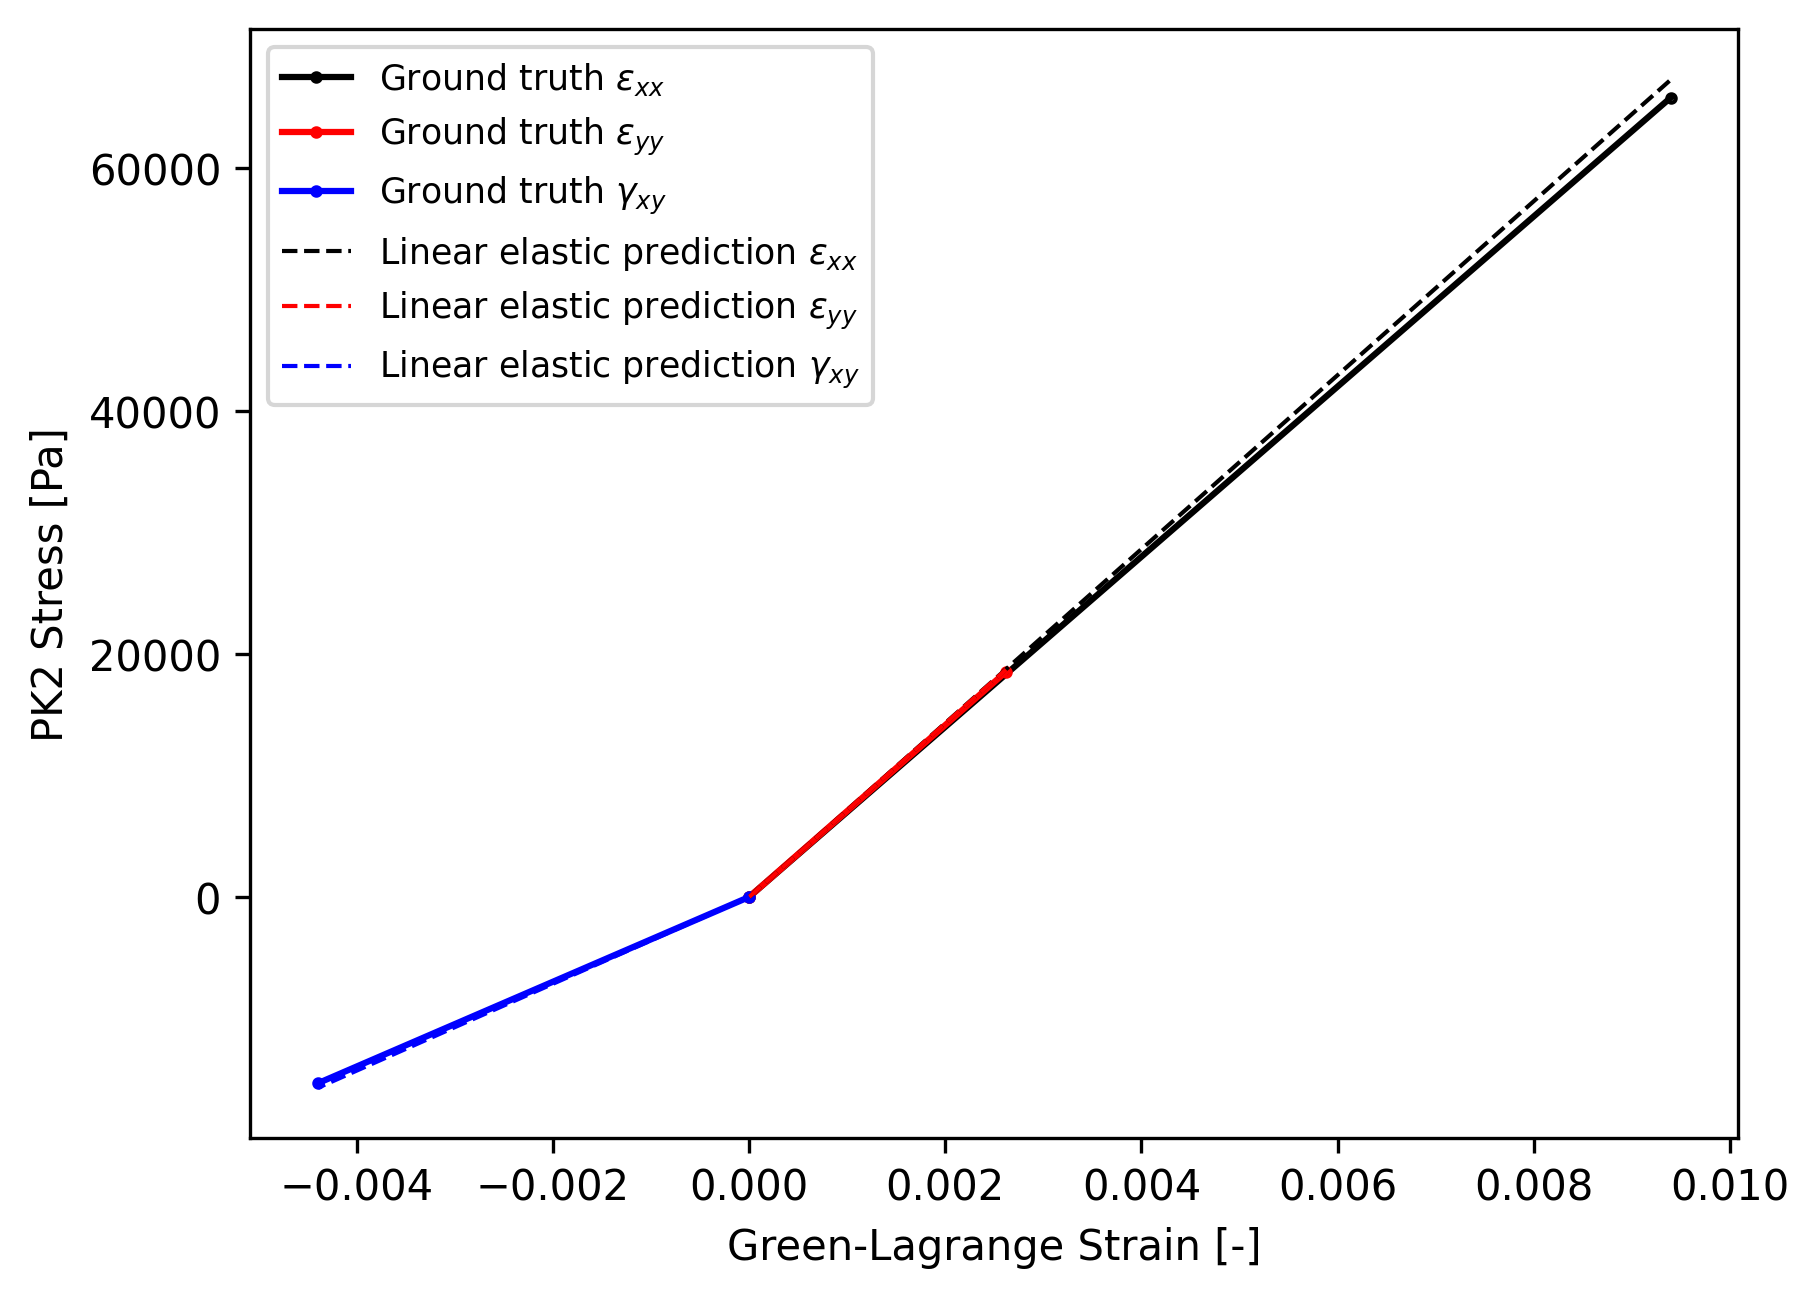 Ground truth εxx
Ground truth εyy
Ground truth γxy
Linear elastic prediction εxx
Linear elastic prediction εyy
Linear elastic prediction γxy
60000
40000
20000
0
PK2 Stress [Pa]
−0.004 −0.002 0.000 0.002 0.004 0.006 0.008 0.010
Green-Lagrange Strain [-]